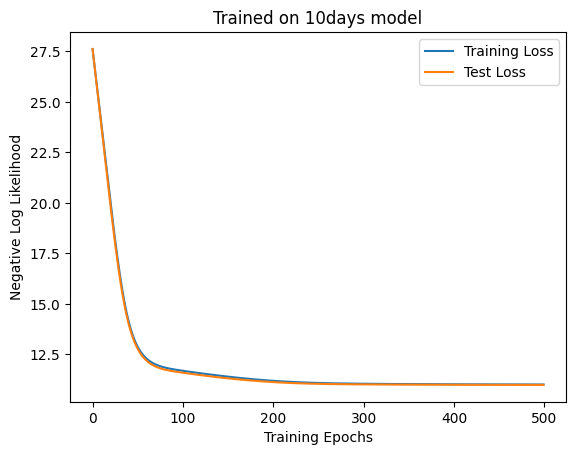 Trained on 10days model
Training Loss
Test Loss
Negative Log Likelihood
27.5
25.0
22.5
20.0
17.5
15.0
12.5
0 100 200 300 400 500
Training Epochs